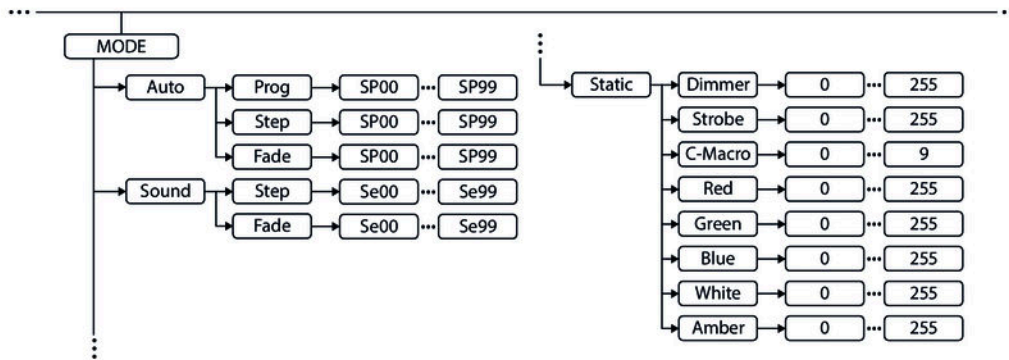 MODE
Auto Prog SP00 ••• SP99
Step SP00 ••• SP99
Fade SP00 ••• SP99
Sound Step Se00 ••• Se99
Fade Se00 ••• Se99
Static Dimmer 0 ••• 255
Strobe 0 ••• 255
C-Macro 0 ••• 9
Red 0 ••• 255
Green 0 ••• 255
Blue 0 ••• 255
White 0 ••• 255
Amber 0 ••• 255